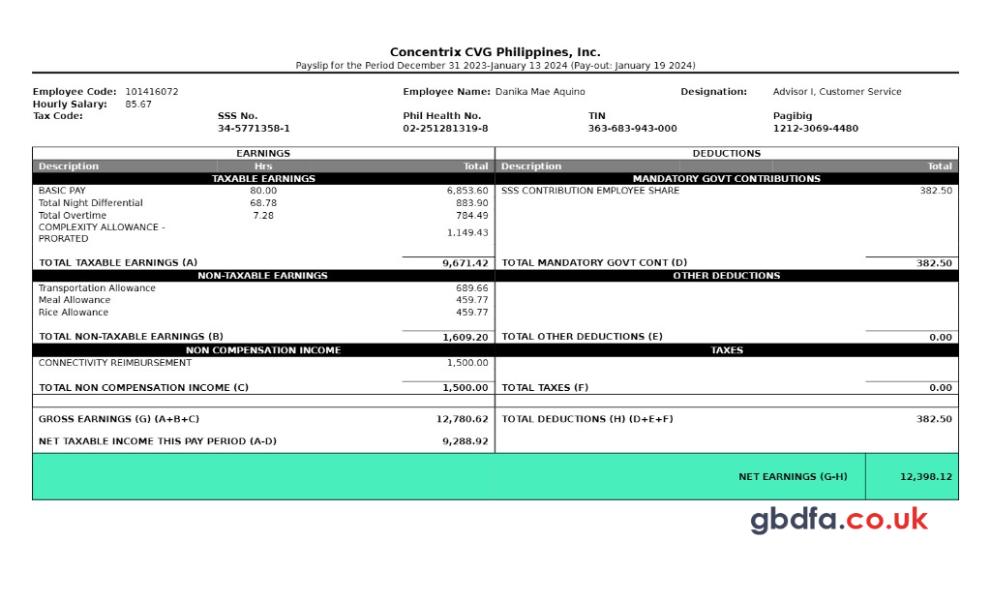 Concentrix CVG Philippines, Inc.
Payslip for the Period December 31 2023-January 13 2024 (Pay-out: January 19 2024)
Employee Code: 101416072 Employee Name: Danika Mae Aquino Designation: Advisor I, Customer Service
Hourly Salary: 85.67
Tax Code: SSS No. Phil Health No. TIN Pagibig
34-5771358-1 02-251281319-8 363-683-943-000 1212-3069-4480
EARNINGS DEDUCTIONS
Description Hrs Total Description Total
TAXABLE EARNINGS MANDATORY GOVT CONTRIBUTIONS
BASIC PAY 80.00 6,853.60 SSS CONTRIBUTION EMPLOYEE SHARE 382.50
Total Night Differential 68.78 883.90
Total Overtime 7.28 784.49
COMPLEXITY ALLOWANCE -
PRORATED 1,149.43
TOTAL TAXABLE EARNINGS (A) 9,671.42 TOTAL MANDATORY GOVT CONT (D) 382.50
NON-TAXABLE EARNINGS OTHER DEDUCTIONS
Transportation Allowance 689.66
Meal Allowance 459.77
Rice Allowance 459.77
TOTAL NON-TAXABLE EARNINGS (B) 1,609.20 TOTAL OTHER DEDUCTIONS (E) 0.00
NON COMPENSATION INCOME TAXES
CONNECTIVITY REIMBURSEMENT 1,500.00
TOTAL NON COMPENSATION INCOME (C) 1,500.00 TOTAL TAXES (F) 0.00
GROSS EARNINGS (G) (A+B+C) 12,780.62 TOTAL DEDUCTIONS (H) (D+E+F) 382.50
NET TAXABLE INCOME THIS PAY PERIOD (A-D) 9,288.92
NET EARNINGS (G-H) 12,398.12
gbdfa.co.uk